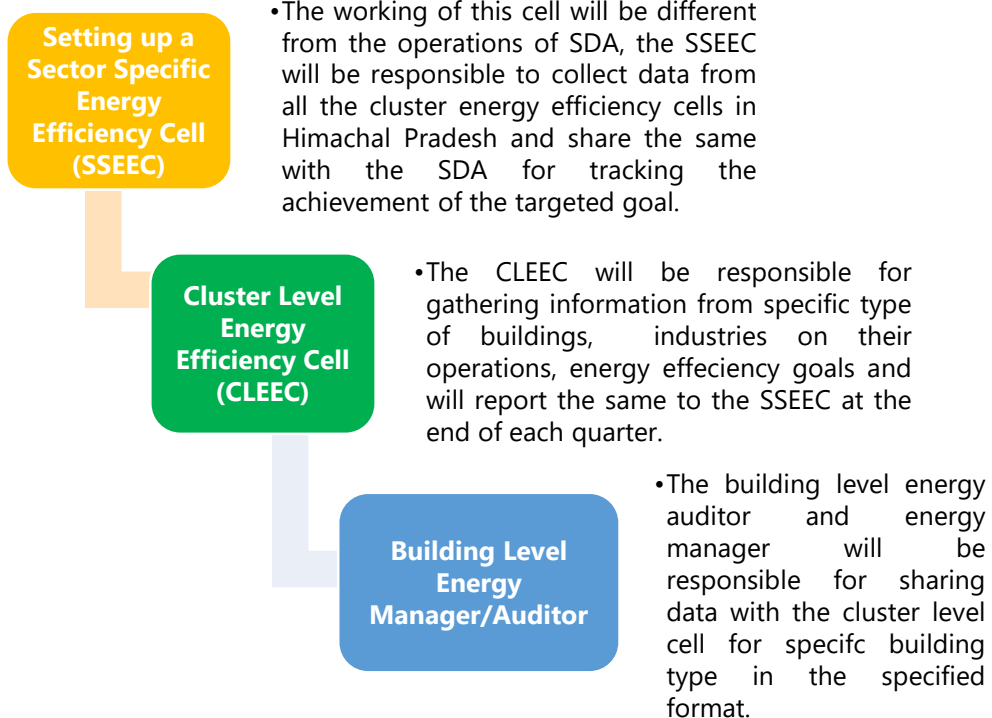 Setting up a
Sector Specific
Energy
Efficiency Cell
(SSEEC)
•The working of this cell will be different
from the operations of SDA, the SSEEC
will be responsible to collect data from
all the cluster energy efficiency cells in
Himachal Pradesh and share the same
with the SDA for tracking the
achievement of the targeted goal.
Cluster Level
Energy
Efficiency Cell
(CLEEC)
•The CLEEC will be responsible for
gathering information from specific type
of buildings, industries on their
operations, energy effeciency goals and
will report the same to the SSEEC at the
end of each quarter.
Building Level
Energy
Manager/Auditor
•The building level energy
auditor and energy
manager will be
responsible for sharing
data with the cluster level
cell for specifc building
type in the specified
format.